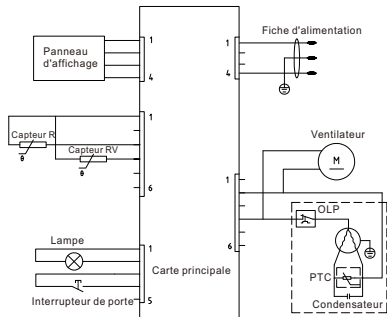 Fiche d'alimentation
Panneau
d'affichage
1
4
1
4
1
6
Capteur R
θ
Capteur RV
θ
Ventilateur
M
1
6
OLP
PTC
Condensateur
Lampe
1
5
Interrupteur de porte
Carte principale